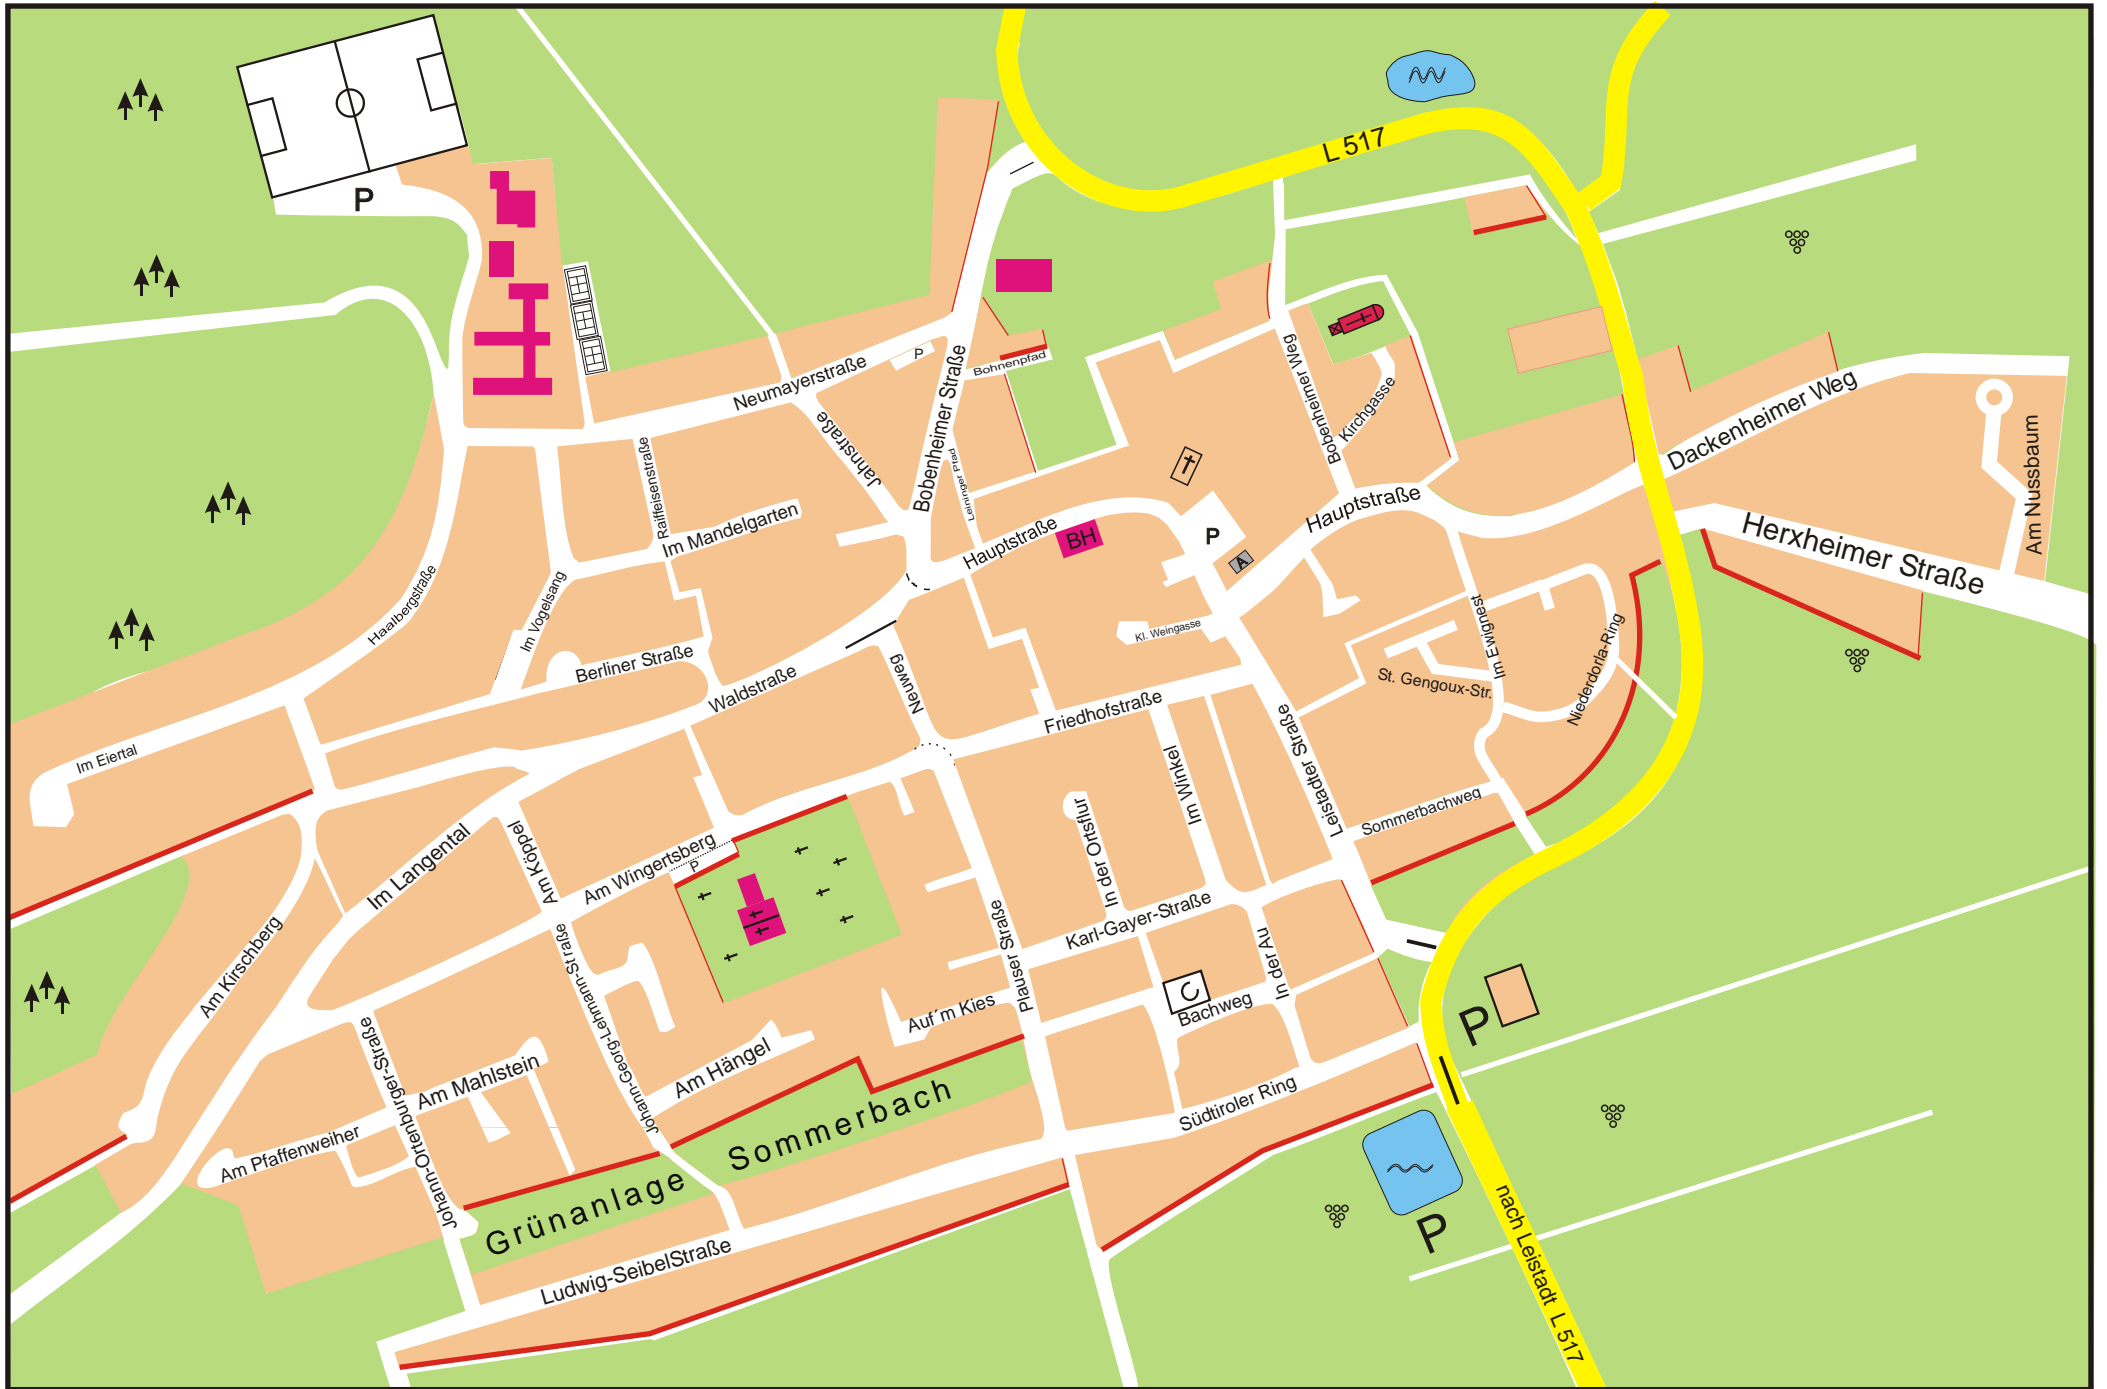 L 517
P
Bohnenpfad
P
Neumayerstraße
Bobenheimer Straße
Jahnstraße
Bobenheimer Weg
Kirchgasse
Dackenheimer Weg
Am Nussbaum
Herxheimer Straße
Raiffeisenstraße
Leininger Pfad
Im Mandelgarten
Hauptstraße
BH
P
A
Hauptstraße
Haalbergstraße
Im Vogelsang
Berliner Straße
Waldstraße
Neuweg
Kl. Weingasse
Im Ewignest
St. Gengoux-Str.
Niederdorla-Ring
Friedhofstraße
Im Eiertal
Im Winkel
Leistadter Straße
Sommerbachweg
In der Ortsflur
Im Langental
Am Köppel
Am Wingertsberg
P
Karl-Gayer-Straße
Plauser Straße
In der Au
Am Kirschberg
Johann-Georg-Lehmann-Straße
Auf´m Kies
Bachweg
P
Johann-Ortenburger-Straße
Am Mahlstein
Am Hängel
Südtiroler Ring
Am Pfaffenweiher
Grünanlage Sommerbach
P
Ludwig-SeibelStraße
nach Leistadt L 517